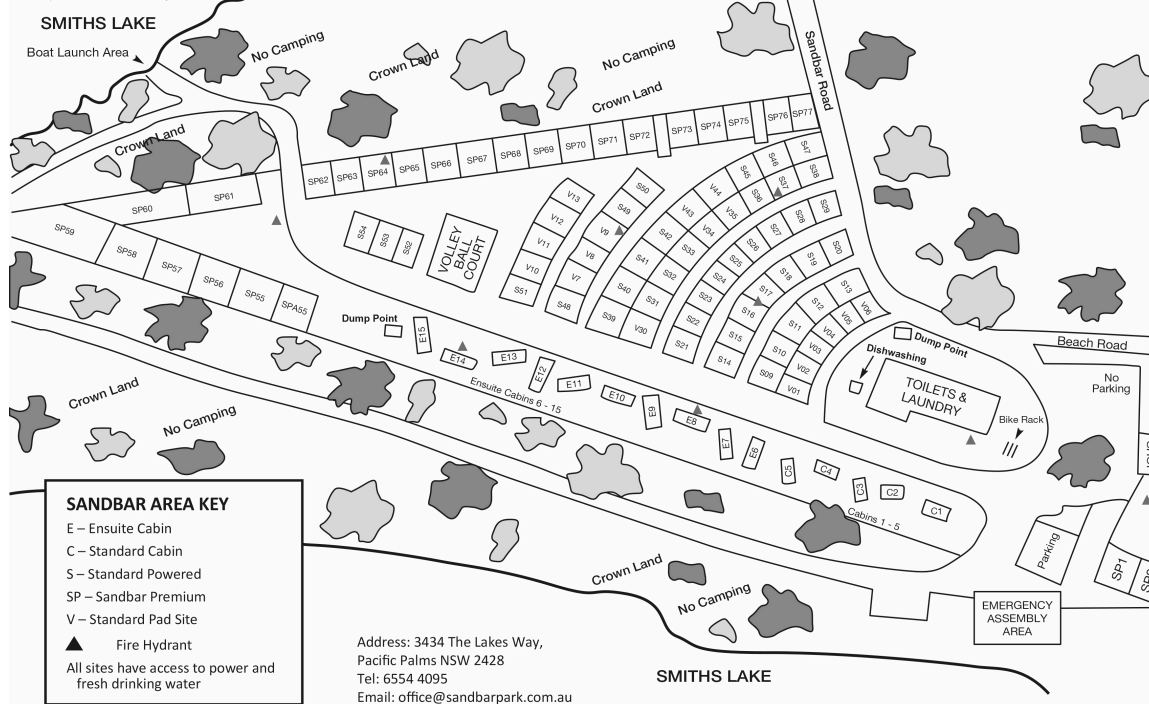 SMITHS LAKE
Boat Launch Area
No Camping
Crown Land
No Camping
Crown Land
Crown Land
Sandbar Road
SP62
SP63
SP64
SP65
SP66
SP67
SP68
SP69
SP70
SP71
SP72
SP73
SP74
SP75
SP76
SP77
SP61
SP60
SP59
SP58
SP57
SP56
SP55
SPA55
S54
S53
S52
VOLLEY
BALL
COURT
V13
V12
V11
V10
S51
S50
S49
V9
V8
V7
S48
S47
S46
S45
V44
V43
S42
S41
S40
S39
S38
S37
S36
V35
V34
S33
S32
S31
V30
S29
S28
S27
S26
S25
S24
S23
S22
S21
S20
S19
S18
S17
S16
S15
S14
S13
S12
S11
S10
S09
V06
V05
V04
V03
V02
V01
Dump Point
E15
E14
E13
E12
E11
E10
E9
E8
E7
E6
Ensuite Cabins 6 - 15
C5
C4
C3
C2
C1
Cabins 1 - 5
Dump Point
Dishwashing
TOILETS &
LAUNDRY
Bike Rack
Beach Road
No
Parking
Parking
SP1
EMERGENCY
ASSEMBLY
AREA
Crown Land
No Camping
Crown Land
No Camping
SMITHS LAKE
SANDBAR AREA KEY
E – Ensuite Cabin
C – Standard Cabin
S – Standard Powered
SP – Sandbar Premium
V – Standard Pad Site
Fire Hydrant
All sites have access to power and
fresh drinking water
Address: 3434 The Lakes Way,
Pacific Palms NSW 2428
Tel: 6554 4095
Email: office@sandbarpark.com.au